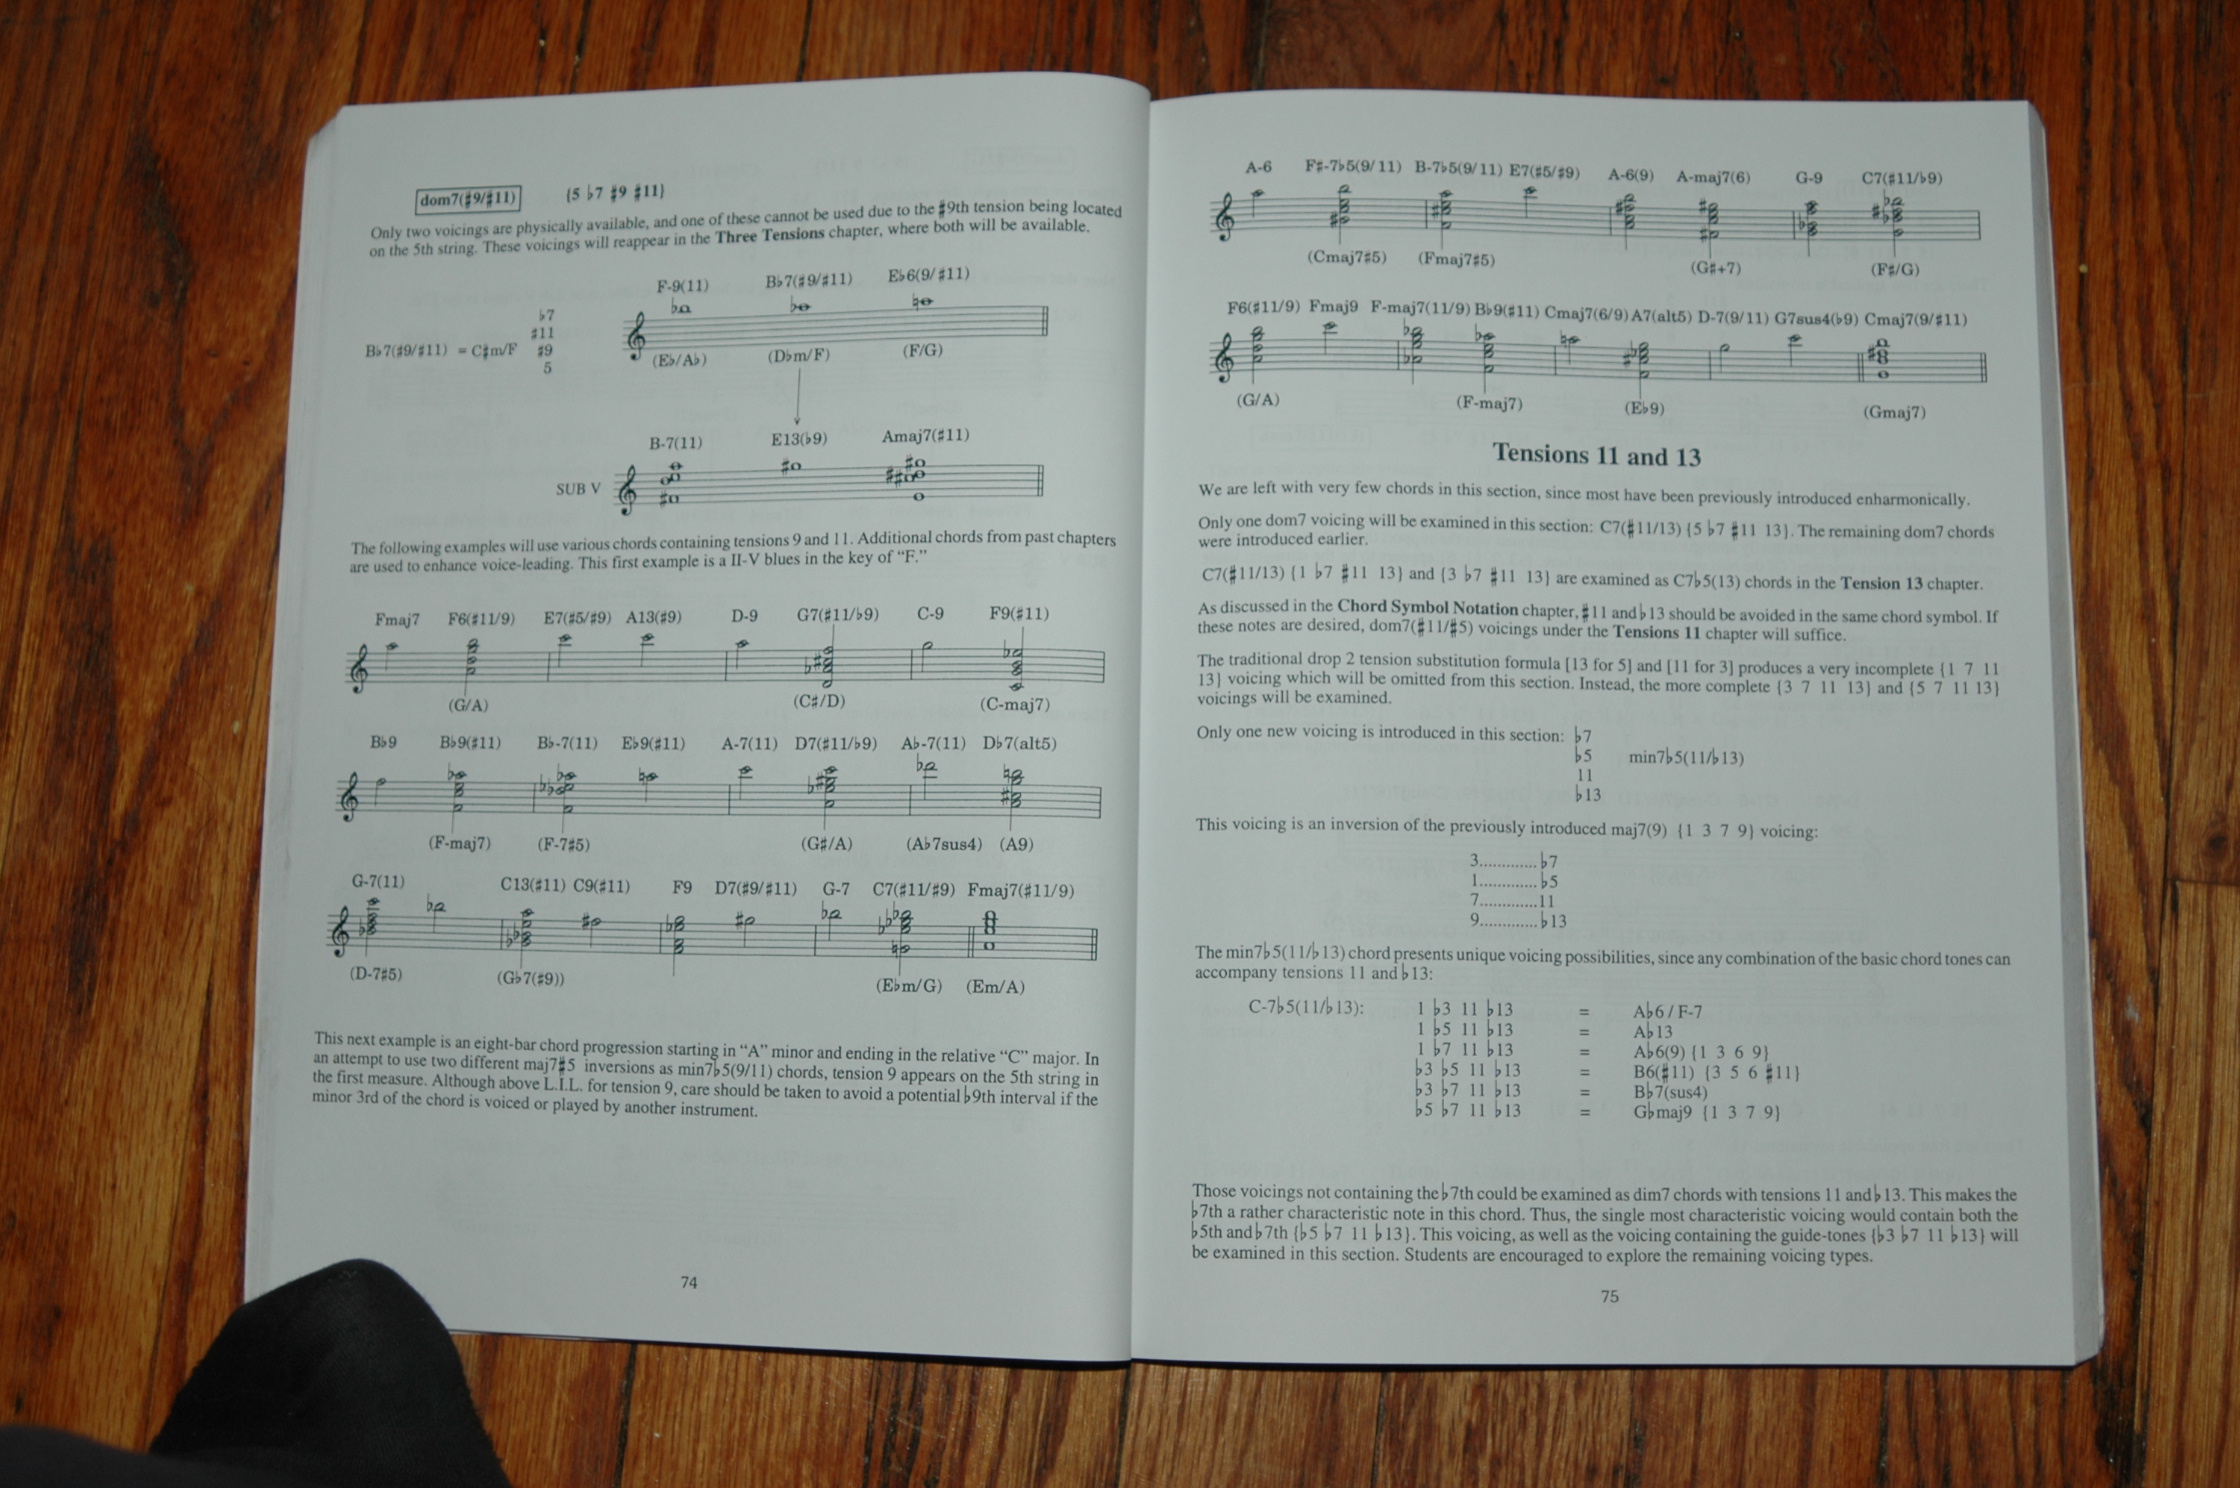 dom7(♯9/♯11) {5 ♭7 ♯9 ♯11}
Only two voicings are physically available, and one of these cannot be used due to the ♯9th tension being located
on the 5th string. These voicings will reappear in the Three Tensions chapter, where both will be available.
F-9(11) B♭7(♯9/♯11) E♭6(9/♯11)
♭7
♯11
B♭7(♯9/♯11) = C♯m/F ♯9
5
(E♭/A♭) (D♭m/F) (F/G)
B-7(11) E13(♭9) Amaj7(♯11)
SUB V
The following examples will use various chords containing tensions 9 and 11. Additional chords from past chapters
are used to enhance voice-leading. This first example is a II-V blues in the key of “F.”
Fmaj7 F6(♯11/9) E7(♯5/♯9) A13(♯9) D-9 G7(♯11/♭9) C-9 F9(♯11)
(G/A) (C♯/D) (C-maj7)
B♭9 B♭9(♯11) B♭-7(11) E♭9(♯11) A-7(11) D7(♯11/♭9) A♭-7(11) D♭7(alt5)
(F-maj7) (F-7♯5) (G♯/A) (A♭7sus4) (A9)
G-7(11) C13(♯11) C9(♯11) F9 D7(♯9/♯11) G-7 C7(♯11/♯9) Fmaj7(♯11/9)
(D-7♯5) (G♭7(♯9)) (E♭m/G) (Em/A)
This next example is an eight-bar chord progression starting in “A” minor and ending in the relative “C” major. In
an attempt to use two different maj7♯5 inversions as min7♭5(9/11) chords, tension 9 appears on the 5th string in
the first measure. Although above L.I.L. for tension 9, care should be taken to avoid a potential ♭9th interval if the
minor 3rd of the chord is voiced or played by another instrument.
74
A-6 F♯-7♭5(9/11) B-7♭5(9/11) E7(♯5/♯9) A-6(9) A-maj7(6) G-9 C7(♯11/♭9)
(Cmaj7♯5) (Fmaj7♯5) (G♯+7) (F♯/G)
F6(♯11/9) Fmaj9 F-maj7(11/9) B♭9(♯11) Cmaj7(6/9) A7(alt5) D-7(9/11) G7sus4(♭9) Cmaj7(9/♯11)
(G/A) (F-maj7) (E♭9) (Gmaj7)
Tensions 11 and 13
We are left with very few chords in this section, since most have been previously introduced enharmonically.
Only one dom7 voicing will be examined in this section: C7(♯11/13) {5 ♭7 ♯11 13}. The remaining dom7 chords
were introduced earlier.
C7(♯11/13) {1 ♭7 ♯11 13} and {3 ♭7 ♯11 13} are examined as C7♭5(13) chords in the Tension 13 chapter.
As discussed in the Chord Symbol Notation chapter, ♯11 and ♭13 should be avoided in the same chord symbol. If
these notes are desired, dom7(♯11/♯5) voicings under the Tensions 11 chapter will suffice.
The traditional drop 2 tension substitution formula [13 for 5] and [11 for 3] produces a very incomplete {1 7 11
13} voicing which will be omitted from this section. Instead, the more complete {3 7 11 13} and {5 7 11 13}
voicings will be examined.
Only one new voicing is introduced in this section: ♭7
♭5 min7♭5(11/♭13)
11
♭13
This voicing is an inversion of the previously introduced maj7(9) {1 3 7 9} voicing:
3.............♭7
1.............♭5
7.............11
9.............♭13
The min7♭5(11/♭13) chord presents unique voicing possibilities, since any combination of the basic chord tones can
accompany tensions 11 and ♭13:
C-7♭5(11/♭13): 1 ♭3 11 ♭13 = A♭6 / F-7
1 ♭5 11 ♭13 = A♭13
1 ♭7 11 ♭13 = A♭6(9) {1 3 6 9}
♭3 ♭5 11 ♭13 = B6(♯11) {3 5 6 ♯11}
♭3 ♭7 11 ♭13 = B♭7(sus4)
♭5 ♭7 11 ♭13 = G♭maj9 {1 3 7 9}
Those voicings not containing the ♭7th could be examined as dim7 chords with tensions 11 and ♭13. This makes the
♭7th a rather characteristic note in this chord. Thus, the single most characteristic voicing would contain both the
♭5th and ♭7th {♭5 ♭7 11 ♭13}. This voicing, as well as the voicing containing the guide-tones {♭3 ♭7 11 ♭13} will
be examined in this section. Students are encouraged to explore the remaining voicing types.
75